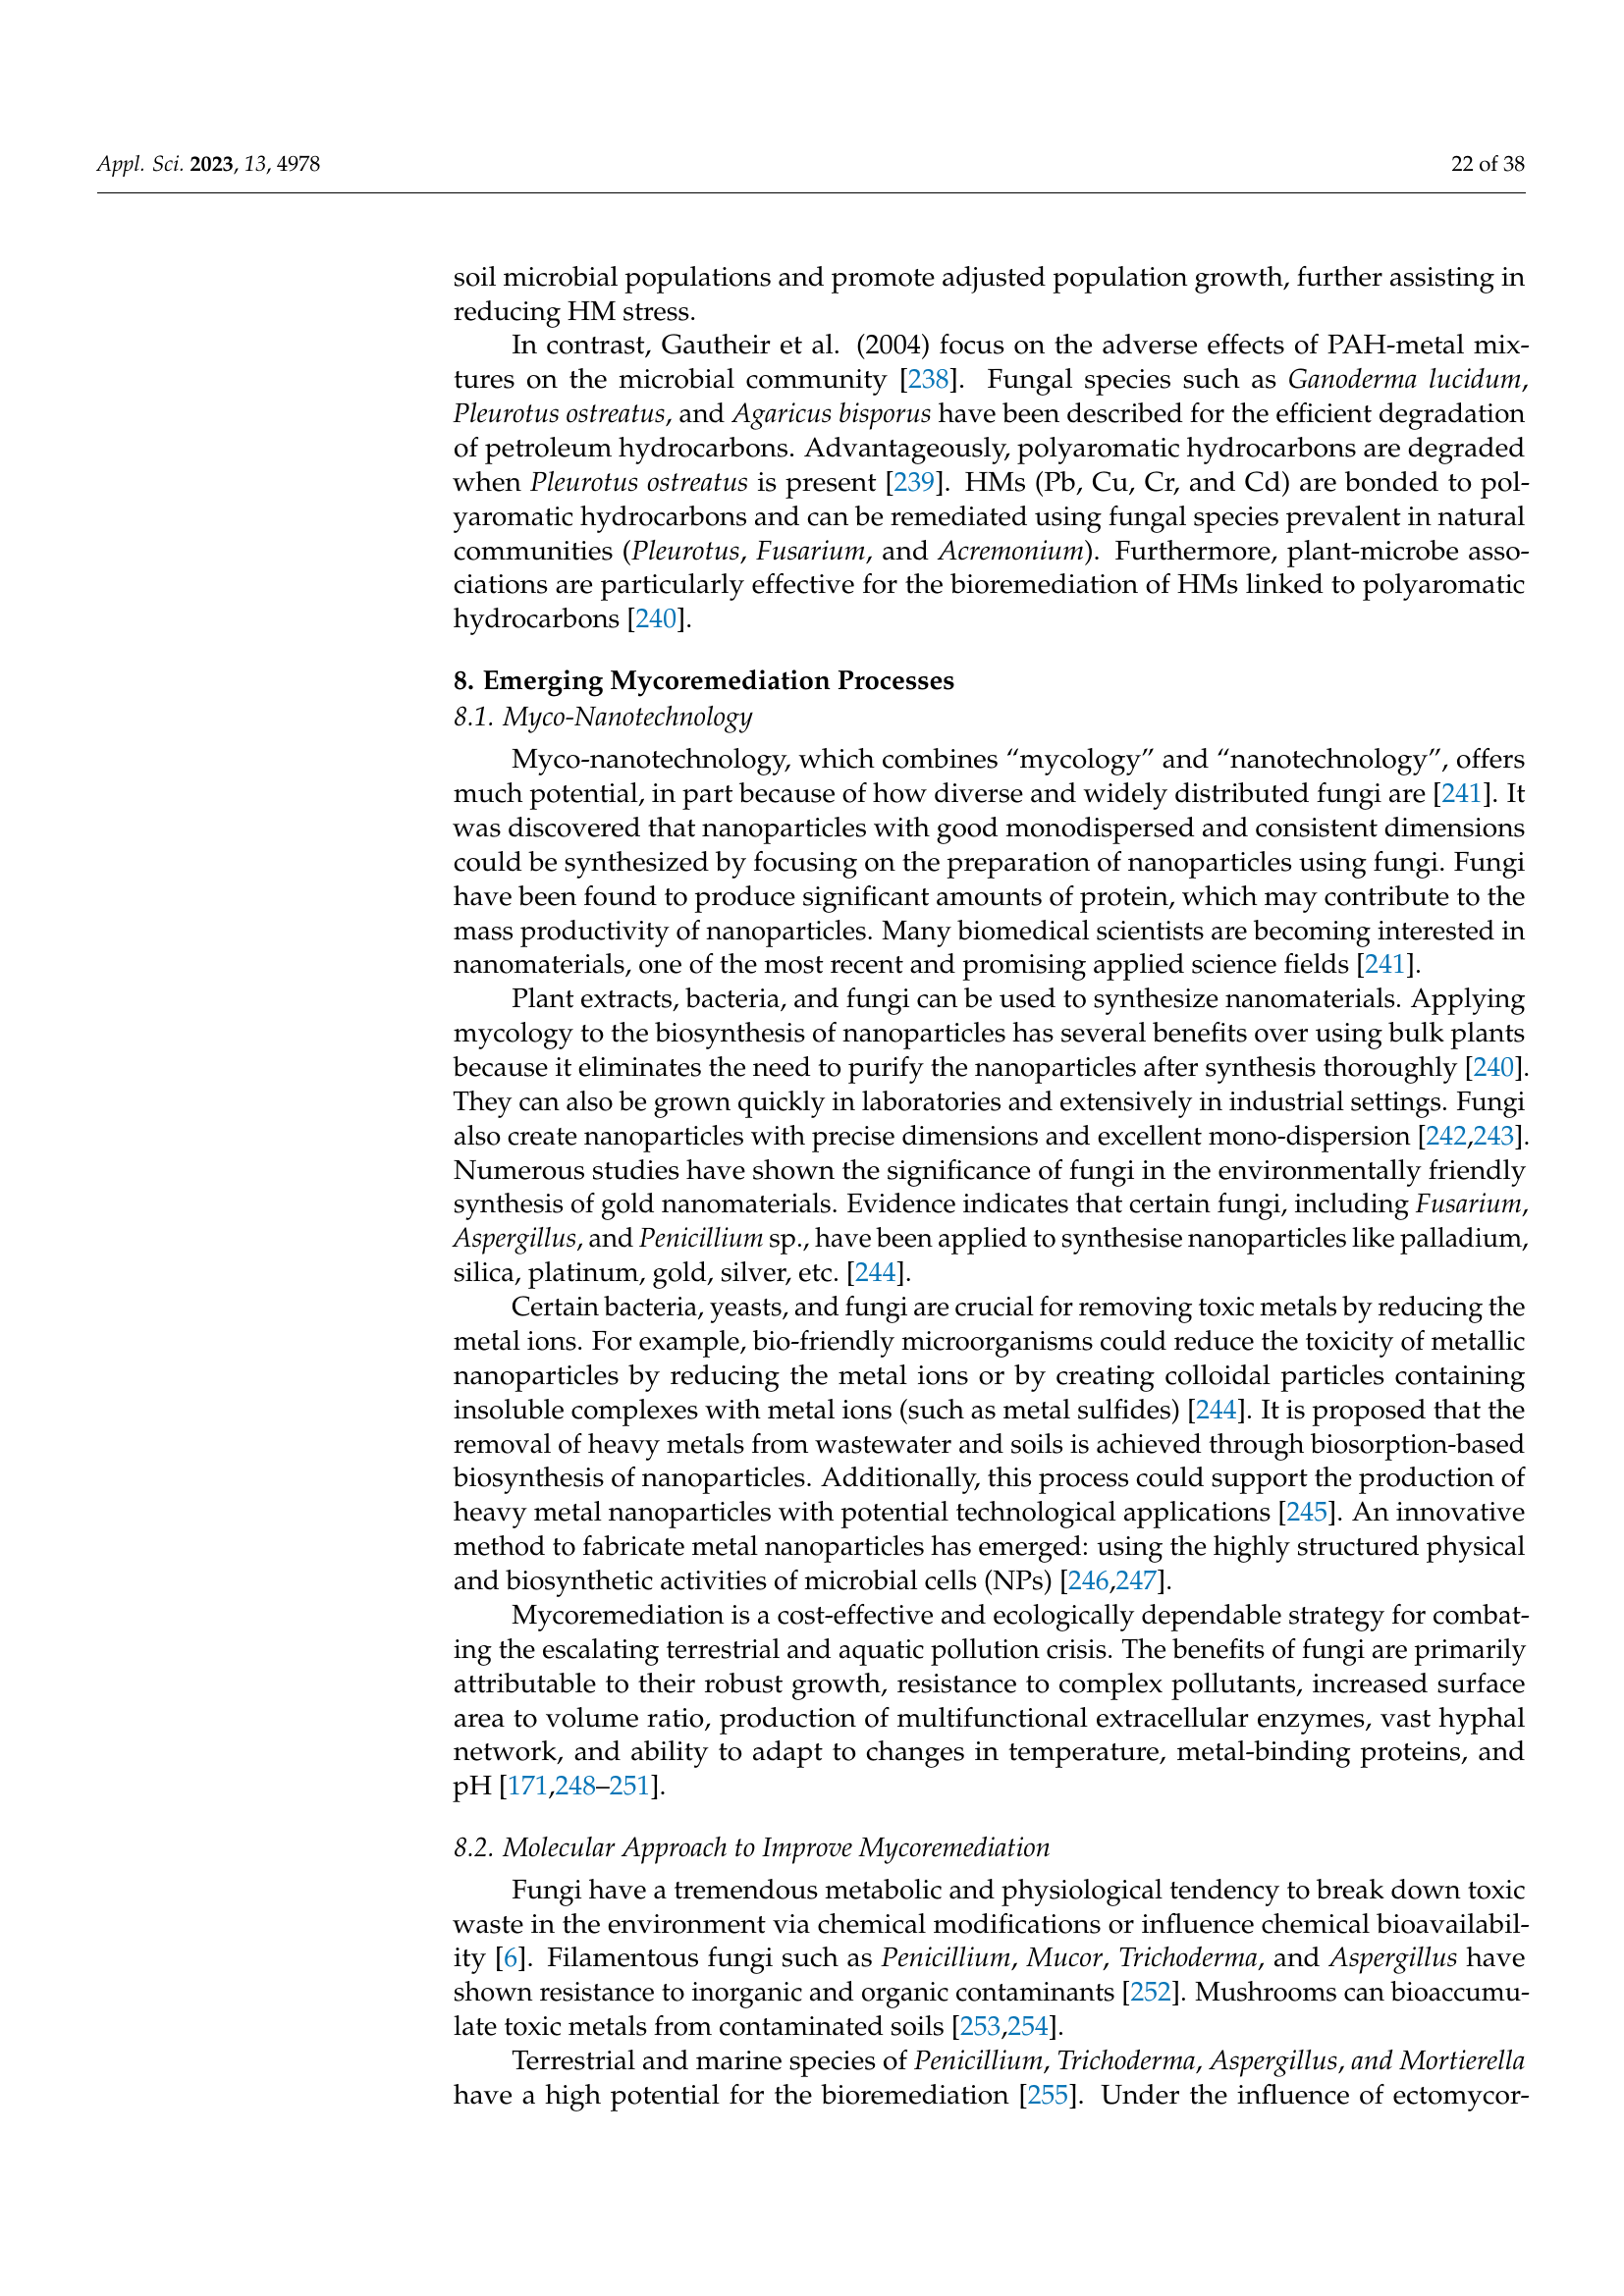 Appl. Sci. 2023, 13, 4978
22 of 38
soil microbial populations and promote adjusted population growth, further assisting in
reducing HM stress.
In contrast, Gautheir et al. (2004) focus on the adverse effects of PAH-metal mix-
tures on the microbial community [238]. Fungal species such as Ganoderma lucidum,
Pleurotus ostreatus, and Agaricus bisporus have been described for the efficient degradation
of petroleum hydrocarbons. Advantageously, polyaromatic hydrocarbons are degraded
when Pleurotus ostreatus is present [239]. HMs (Pb, Cu, Cr, and Cd) are bonded to pol-
yaromatic hydrocarbons and can be remediated using fungal species prevalent in natural
communities (Pleurotus, Fusarium, and Acremonium). Furthermore, plant-microbe asso-
ciations are particularly effective for the bioremediation of HMs linked to polyaromatic
hydrocarbons [240].
8. Emerging Mycoremediation Processes
8.1. Myco-Nanotechnology
Myco-nanotechnology, which combines “mycology” and “nanotechnology”, offers
much potential, in part because of how diverse and widely distributed fungi are [241]. It
was discovered that nanoparticles with good monodispersed and consistent dimensions
could be synthesized by focusing on the preparation of nanoparticles using fungi. Fungi
have been found to produce significant amounts of protein, which may contribute to the
mass productivity of nanoparticles. Many biomedical scientists are becoming interested in
nanomaterials, one of the most recent and promising applied science fields [241].
Plant extracts, bacteria, and fungi can be used to synthesize nanomaterials. Applying
mycology to the biosynthesis of nanoparticles has several benefits over using bulk plants
because it eliminates the need to purify the nanoparticles after synthesis thoroughly [240].
They can also be grown quickly in laboratories and extensively in industrial settings. Fungi
also create nanoparticles with precise dimensions and excellent mono-dispersion [242,243].
Numerous studies have shown the significance of fungi in the environmentally friendly
synthesis of gold nanomaterials. Evidence indicates that certain fungi, including Fusarium,
Aspergillus, and Penicillium sp., have been applied to synthesise nanoparticles like palladium,
silica, platinum, gold, silver, etc. [244].
Certain bacteria, yeasts, and fungi are crucial for removing toxic metals by reducing the
metal ions. For example, bio-friendly microorganisms could reduce the toxicity of metallic
nanoparticles by reducing the metal ions or by creating colloidal particles containing
insoluble complexes with metal ions (such as metal sulfides) [244]. It is proposed that the
removal of heavy metals from wastewater and soils is achieved through biosorption-based
biosynthesis of nanoparticles. Additionally, this process could support the production of
heavy metal nanoparticles with potential technological applications [245]. An innovative
method to fabricate metal nanoparticles has emerged: using the highly structured physical
and biosynthetic activities of microbial cells (NPs) [246,247].
Mycoremediation is a cost-effective and ecologically dependable strategy for combat-
ing the escalating terrestrial and aquatic pollution crisis. The benefits of fungi are primarily
attributable to their robust growth, resistance to complex pollutants, increased surface
area to volume ratio, production of multifunctional extracellular enzymes, vast hyphal
network, and ability to adapt to changes in temperature, metal-binding proteins, and
pH [171,248–251].
8.2. Molecular Approach to Improve Mycoremediation
Fungi have a tremendous metabolic and physiological tendency to break down toxic
waste in the environment via chemical modifications or influence chemical bioavailabil-
ity [6]. Filamentous fungi such as Penicillium, Mucor, Trichoderma, and Aspergillus have
shown resistance to inorganic and organic contaminants [252]. Mushrooms can bioaccumu-
late toxic metals from contaminated soils [253,254].
Terrestrial and marine species of Penicillium, Trichoderma, Aspergillus, and Mortierella
have a high potential for the bioremediation [255]. Under the influence of ectomycor-